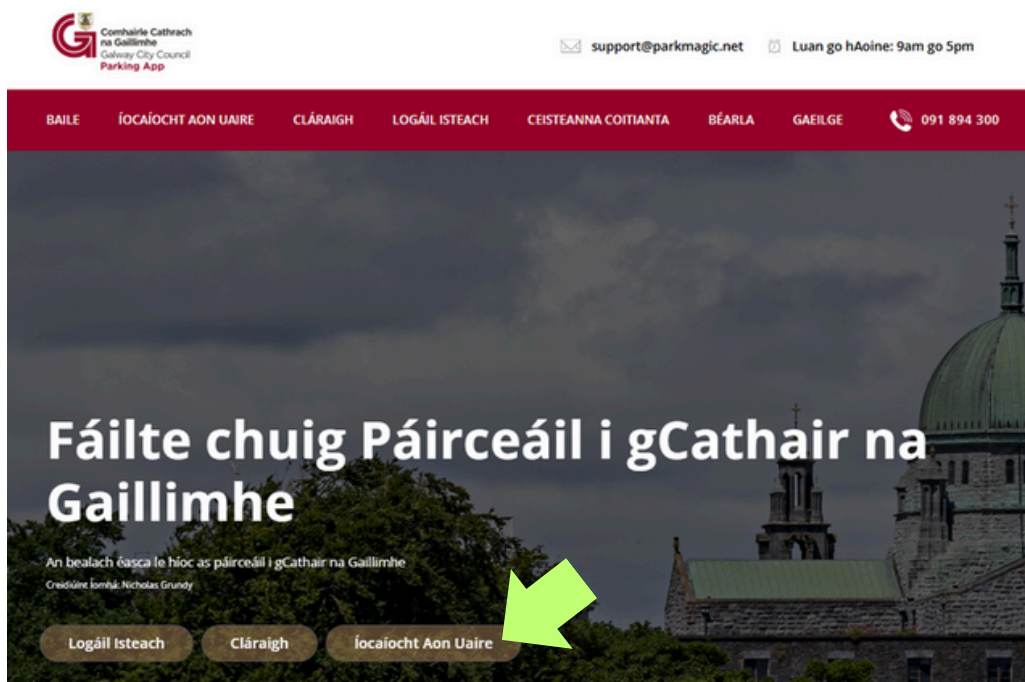 Comhairle Cathrach
na Gaillimhe
Galway City Council
Parking App
support@parkmagic.net
Luan go hAoine: 9am go 5pm
BAILE ÍOCAÍOCHT AON UAIRE CLÁRAIGH LOGÁIL ISTEACH CEISTEANNA COITIANTA BÉARLA GAEILGE 091 894 300
Fáilte chuig Páirceáil i gCathair na
Gaillimhe
An bealach éasca le híoc as páirceáil i gCathair na Gaillimhe
Creidiúint Íomhá: Nicholas Grundy
Logáil Isteach Cláraigh Íocaíocht Aon Uaire